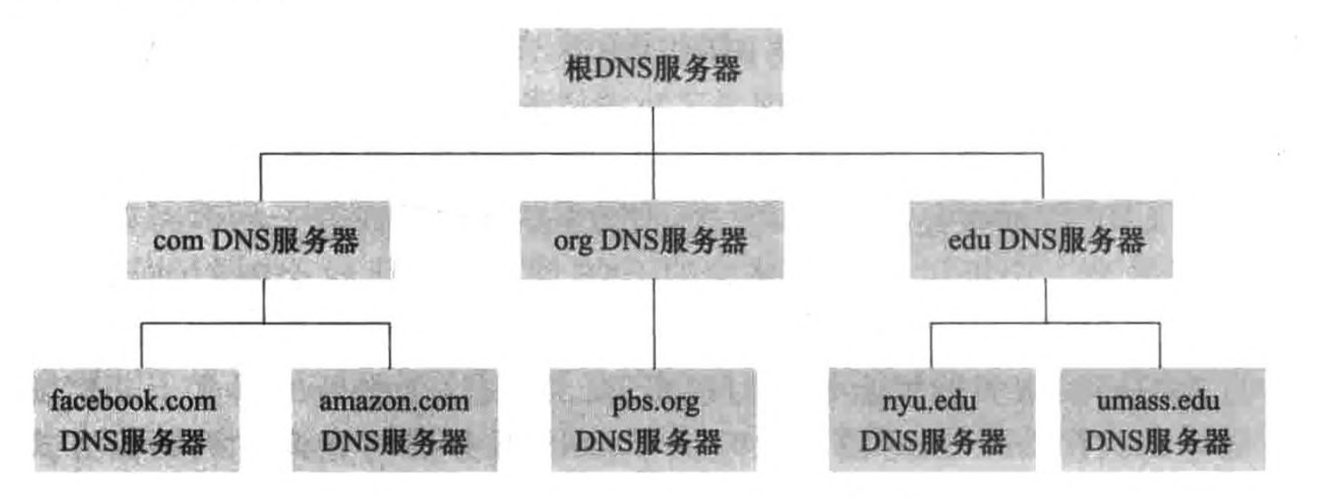 根DNS服务器
com DNS服务器
org DNS服务器
edu DNS服务器
facebook.com
DNS服务器
amazon.com
DNS服务器
pbs.org
DNS服务器
nyu.edu
DNS服务器
umass.edu
DNS服务器